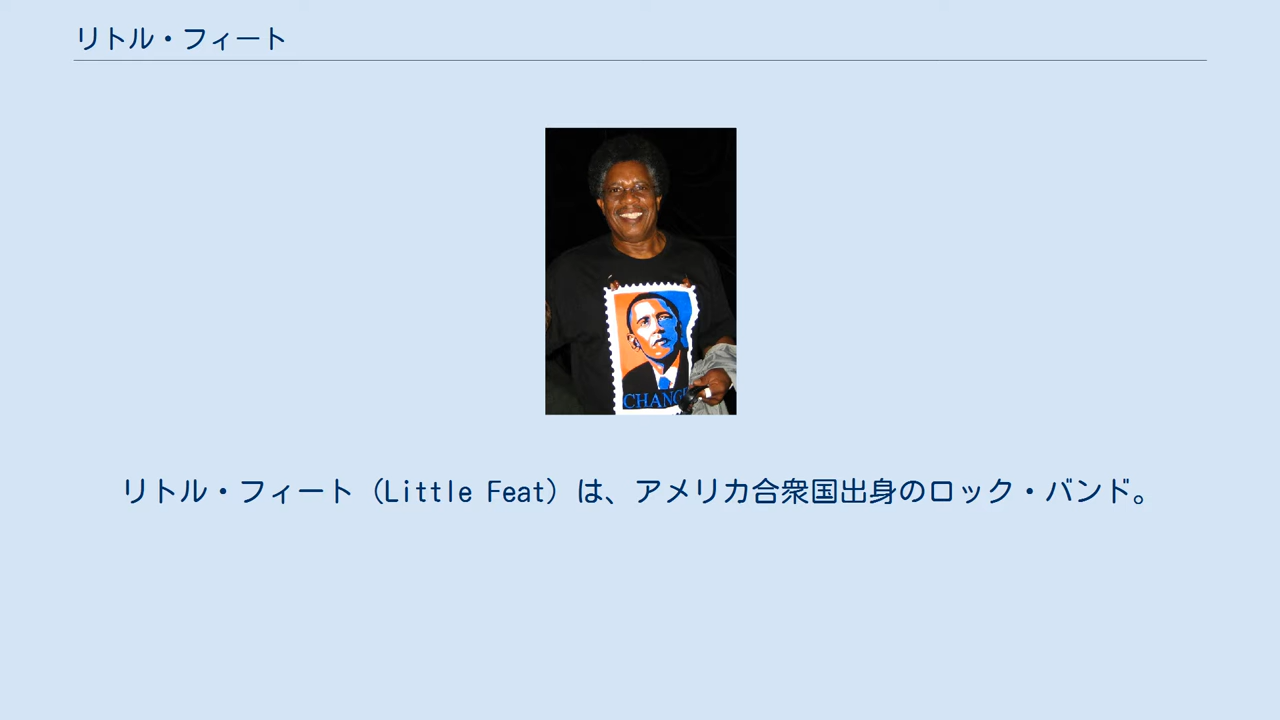 リトル・フィート
CHANGE
リトル・フィート（Little Feat）は、アメリカ合衆国出身のロック・バンド。